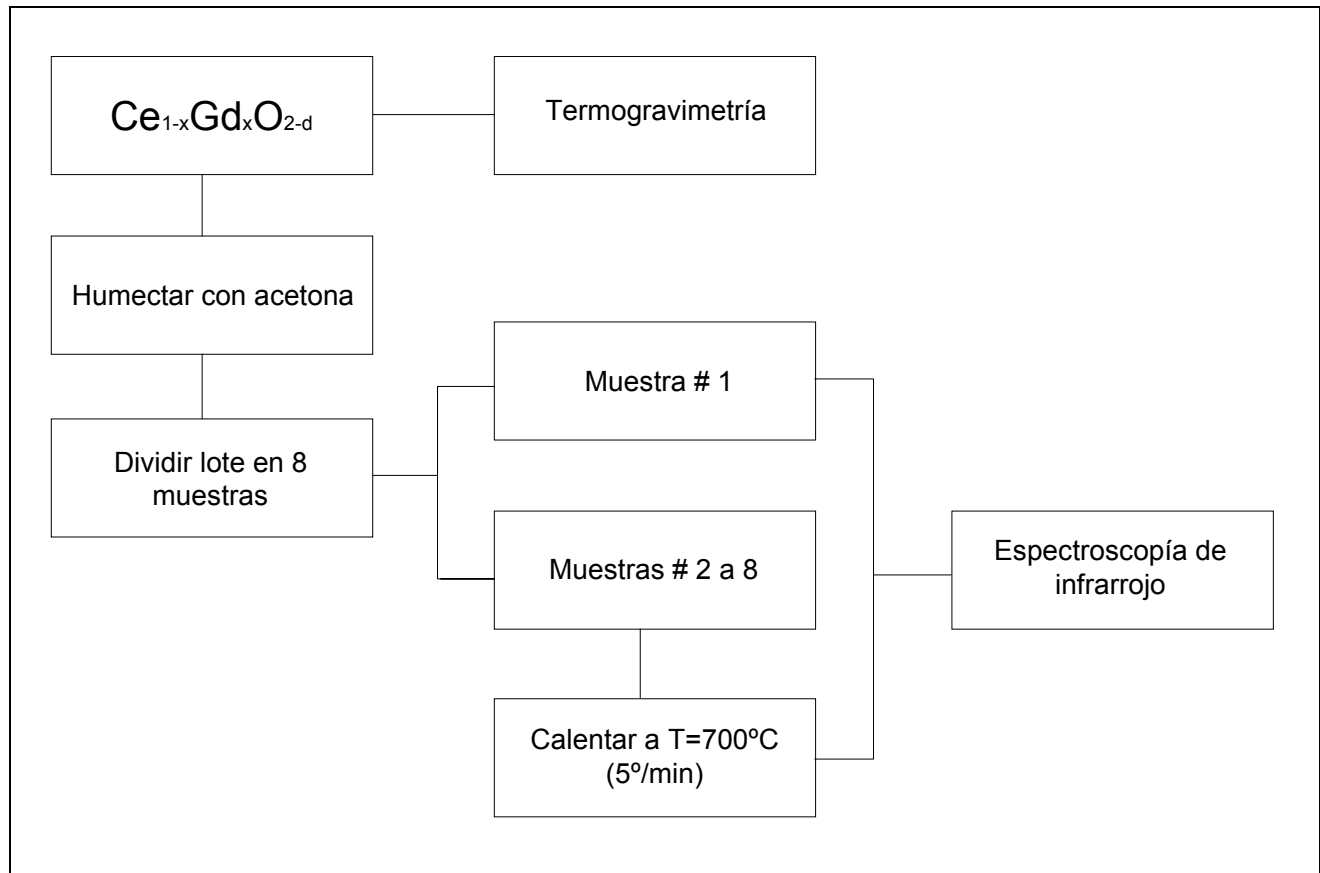 Ce1-xGdxO2-d
Termogravimetría
Humectar con acetona
Dividir lote en 8
muestras
Muestra # 1
Muestras # 2 a 8
Calentar a T=700ºC
(5º/min)
Espectroscopía de
infrarrojo